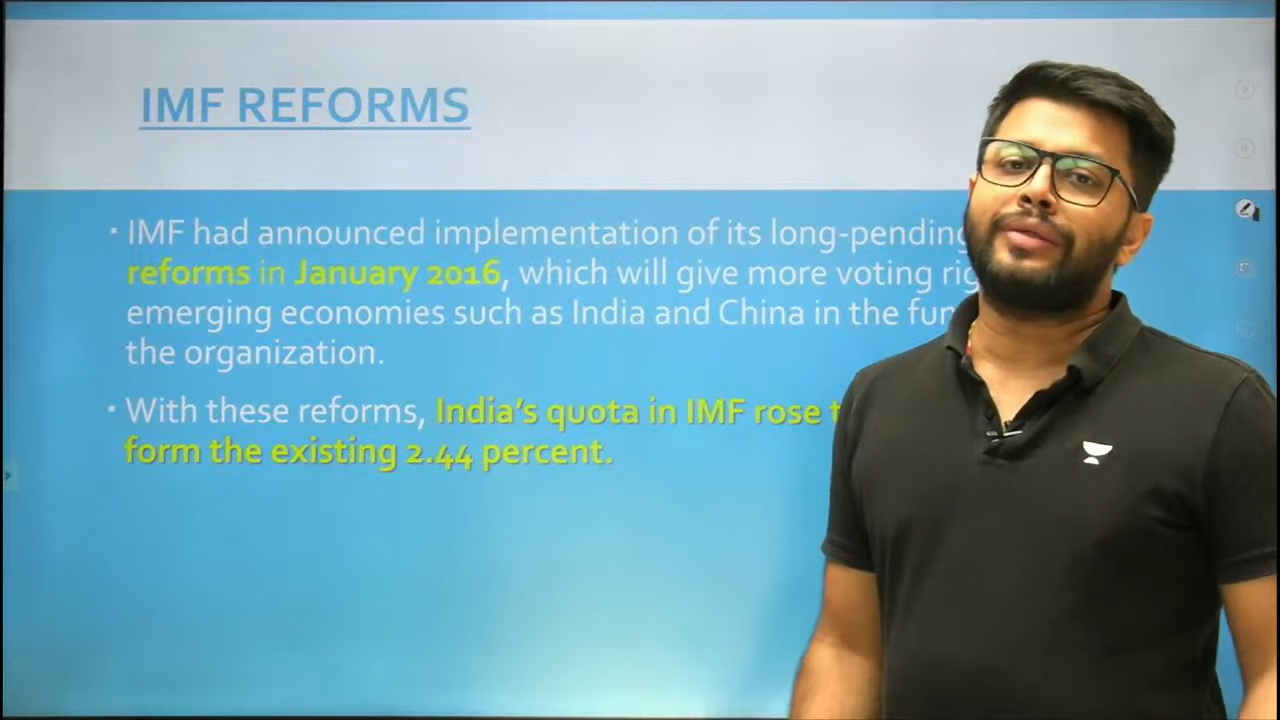 IMF REFORMS
IMF had announced implementation of its long-pending
reforms in January 2016, which will give more voting
emerging economies such as India and China in the
the organization.
With these reforms, India's quota in IMF rose
form the existing 2.44 percent.